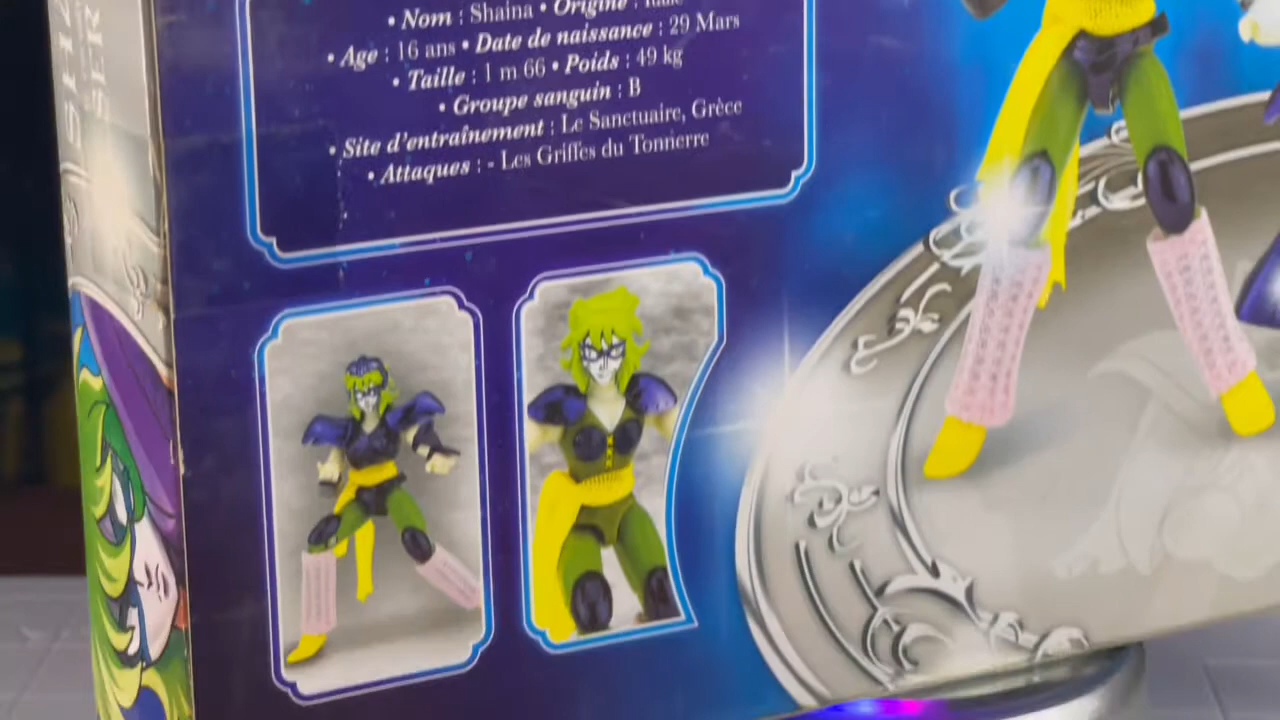 • Nom : Shaina • Origine : Italie
• Age : 16 ans • Date de naissance : 29 Mars
• Taille : 1 m 66 • Poids : 49 kg
• Groupe sanguin : B
• Site d'entraînement : Le Sanctuaire, Grèce
• Attaques : - Les Griffes du Tonnerre